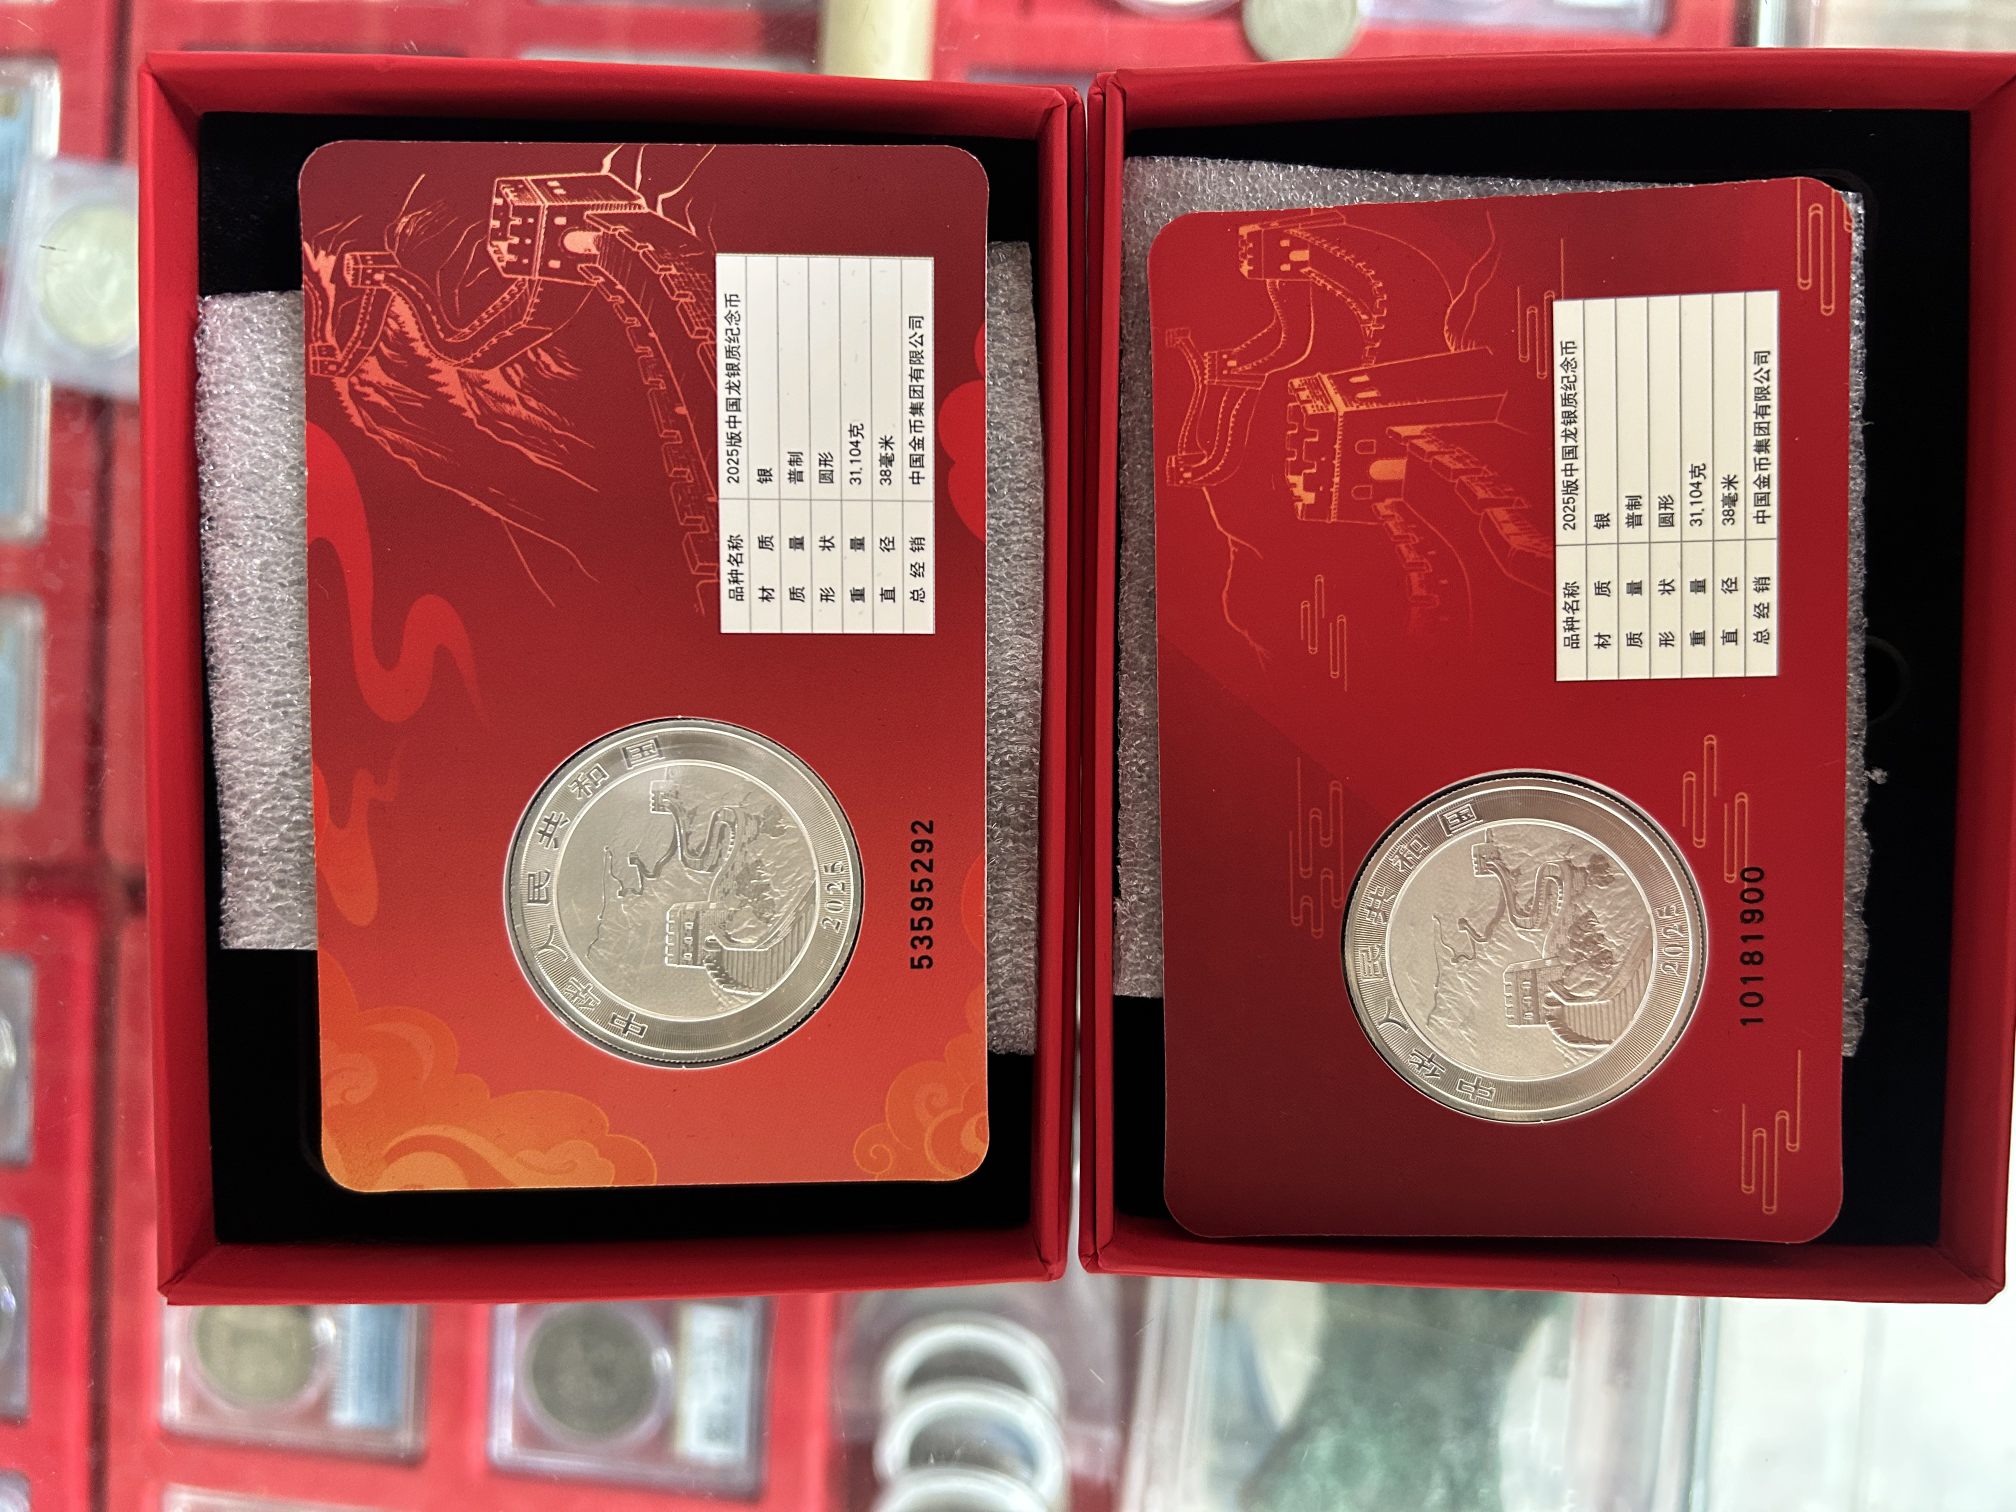 品种名称 2025版中国龙银质纪念币
材质 银
质量 普制
形状 圆形
重量 31.104克
直径 38毫米
总经销 中国金币集团有限公司
中华人民共和国
2025
53595292
品种名称 2025版中国龙银质纪念币
材质 银
质量 普制
形状 圆形
重量 31.104克
直径 38毫米
总经销 中国金币集团有限公司
中华人民共和国
2025
10181900